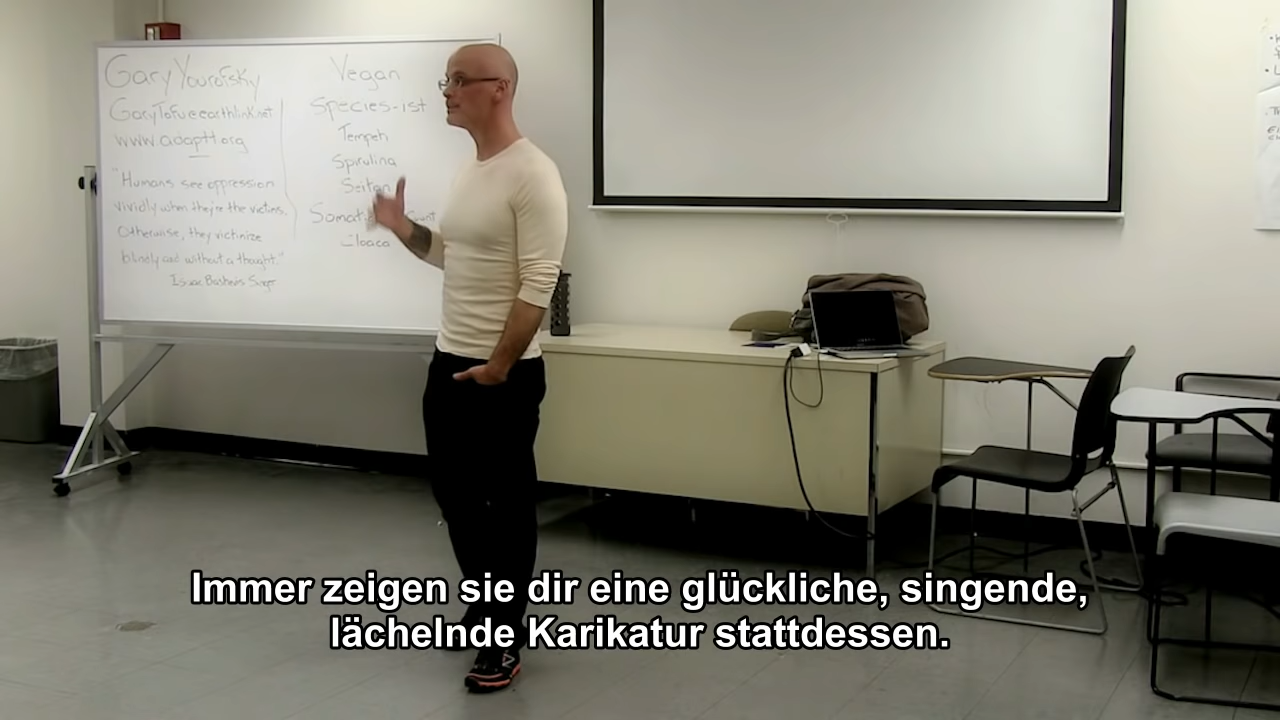 Gary Yourofsky
GaryTofu@earthlink.net
www.adaptt.org
"Humans see oppression
vividly when they're the victims.
Otherwise, they victimize
blindly and without a thought."
Isaac Bashevis Singer
Vegan
Species-ist
Tempeh
Spirulina
Seitan
Somatic Count
Cloaca
Immer zeigen sie dir eine glückliche, singende,
lächelnde Karikatur stattdessen.